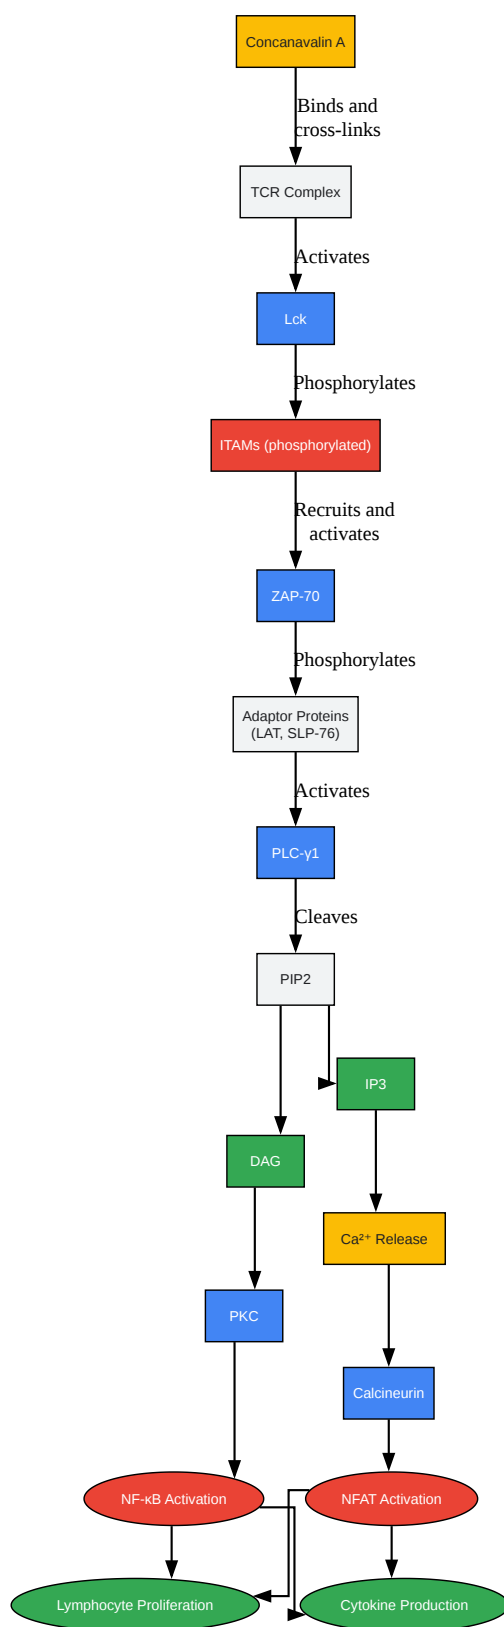 Concanavalin A
Binds and
cross-links
TCR Complex
Activates
Lck
Phosphorylates
ITAMs (phosphorylated)
Recruits and
activates
ZAP-70
Phosphorylates
Adaptor Proteins
(LAT, SLP-76)
Activates
PLC-γ1
Cleaves
PIP2
IP3
DAG
Ca²⁺ Release
PKC
Calcineurin
NF-κB Activation
NFAT Activation
Lymphocyte Proliferation
Cytokine Production